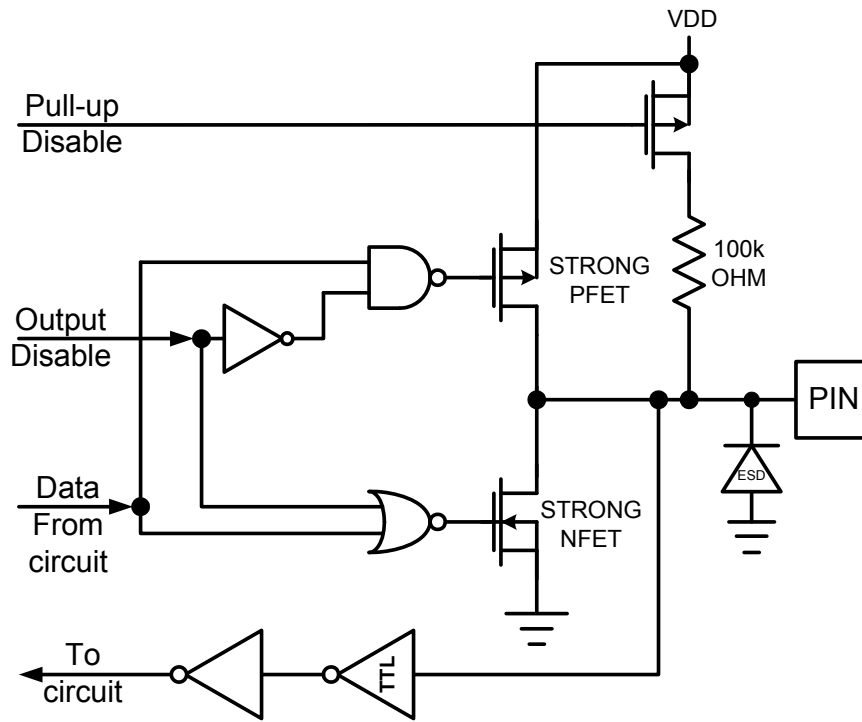 VDD
Pull-up
Disable
100k
OHM
STRONG
PFET
Output
Disable
PIN
ESD
Data
From
circuit
STRONG
NFET
To
circuit
TTL